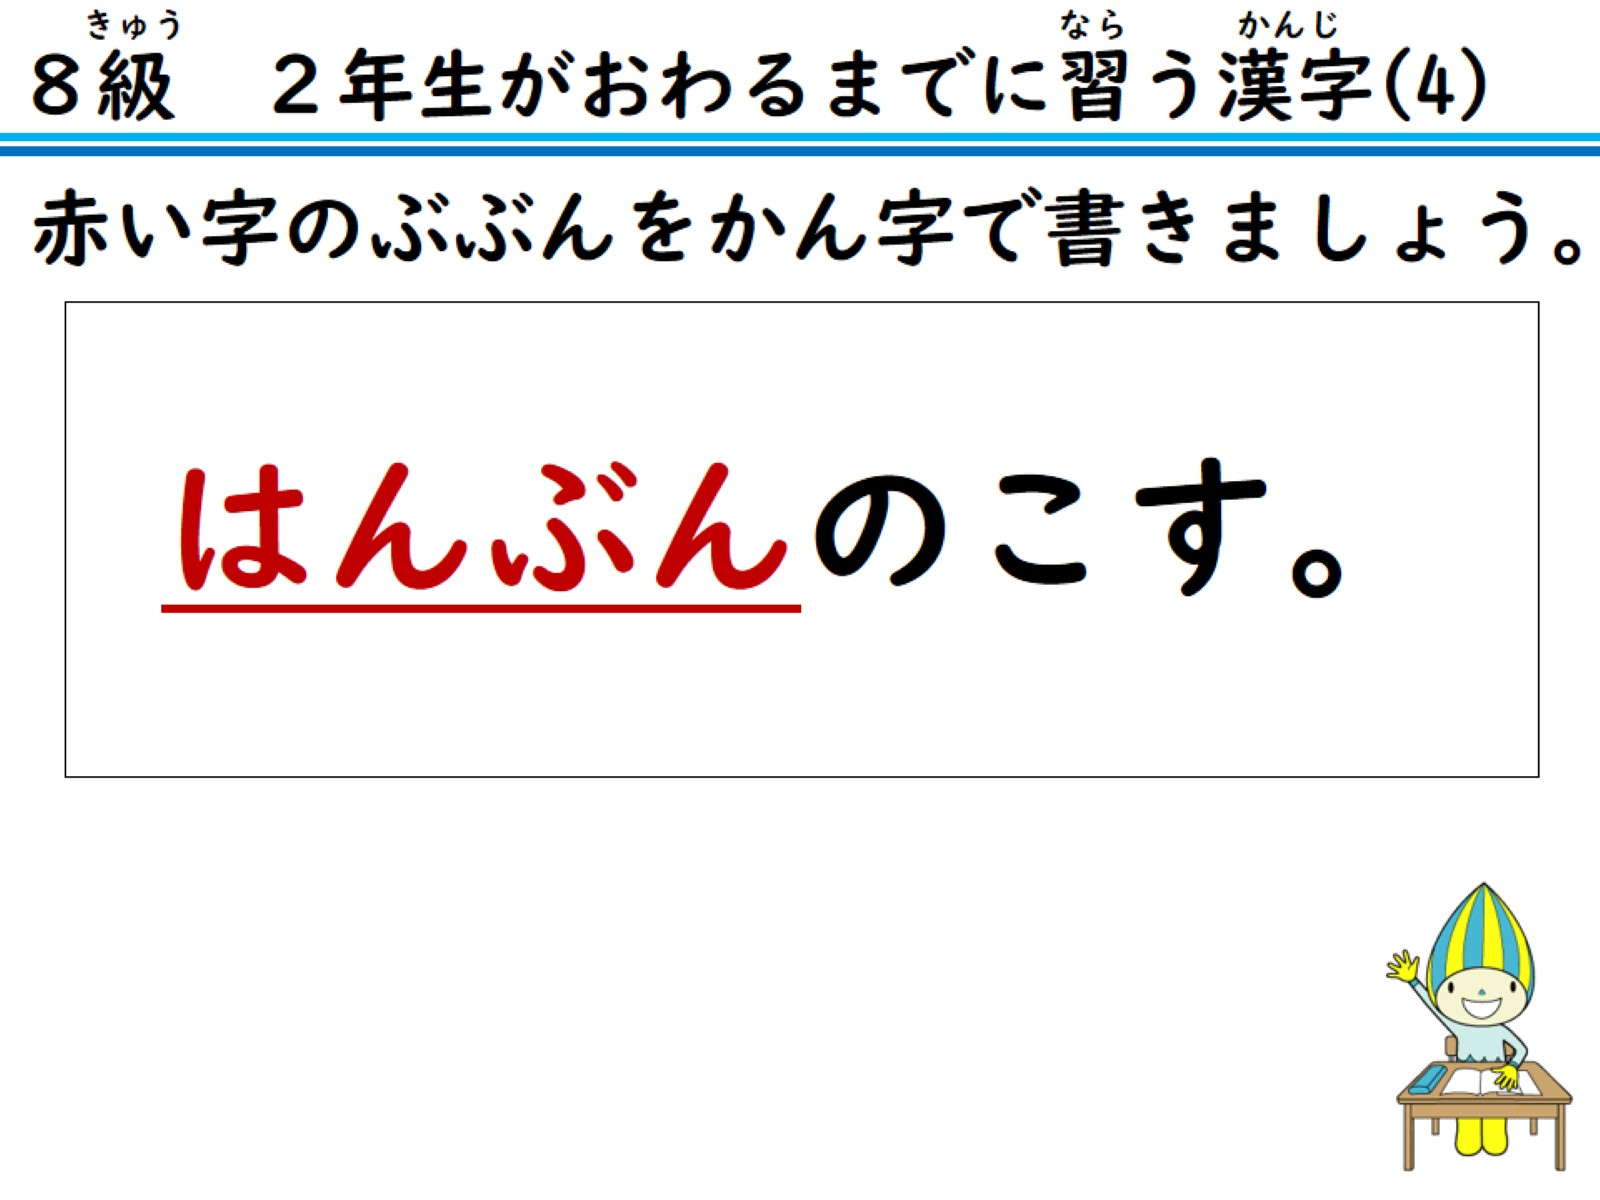 きゅう なら かんじ
8級 2年生がおわるまでに習う漢字(4)
赤い字のぶぶんをかん字で書きましょう。
はんぶんのこす。